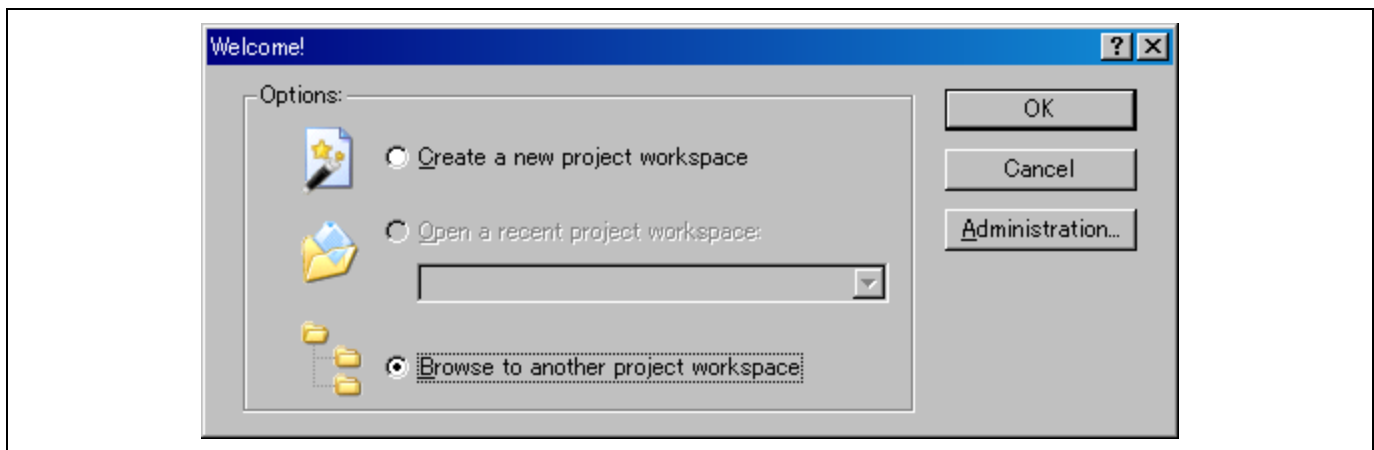 Welcome!
Options:
Create a new project workspace
Open a recent project workspace:
Browse to another project workspace
OK
Cancel
Administration...